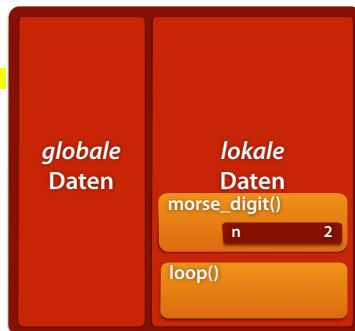 globale
Daten
lokale
Daten
morse_digit()
n 2
loop()